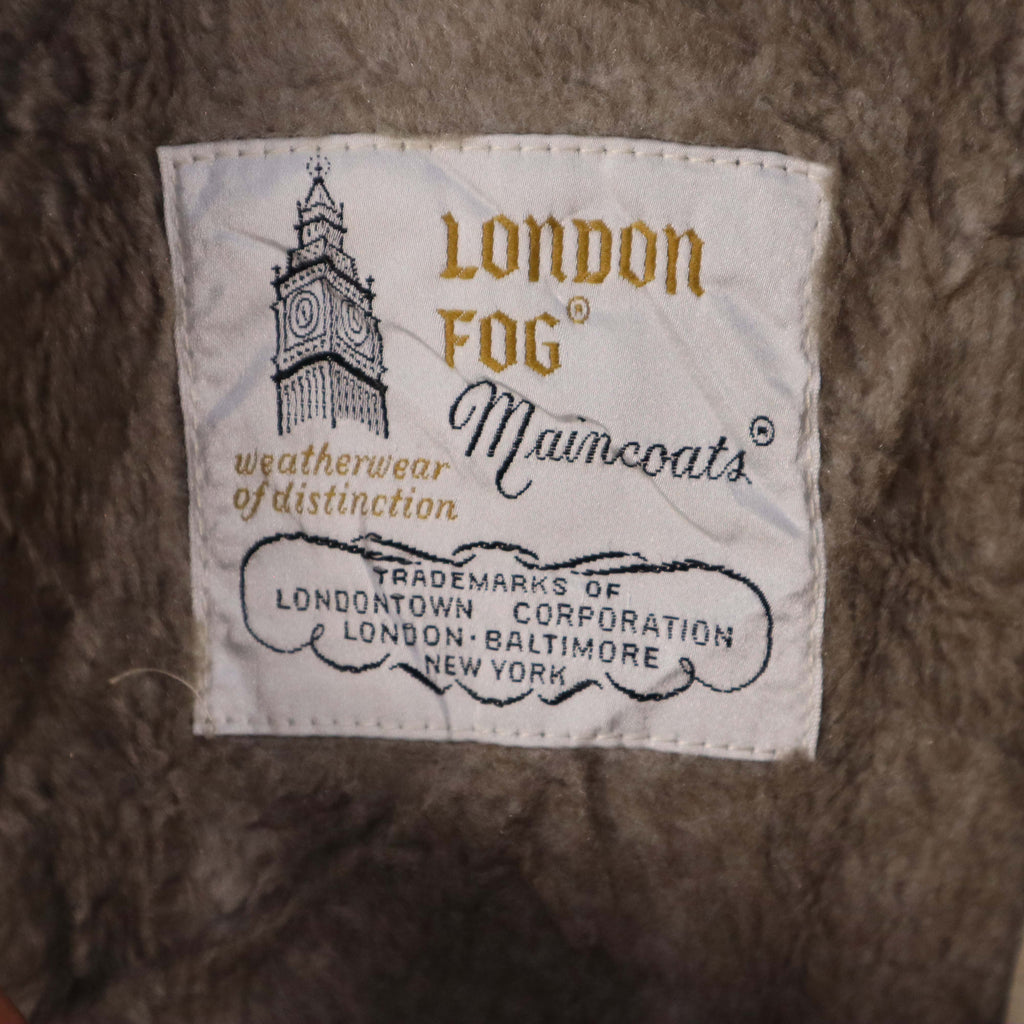 LONDON
FOG®
Maincoats®
weatherwear
of distinction
TRADEMARKS OF
LONDONTOWN CORPORATION
LONDON · BALTIMORE
NEW YORK